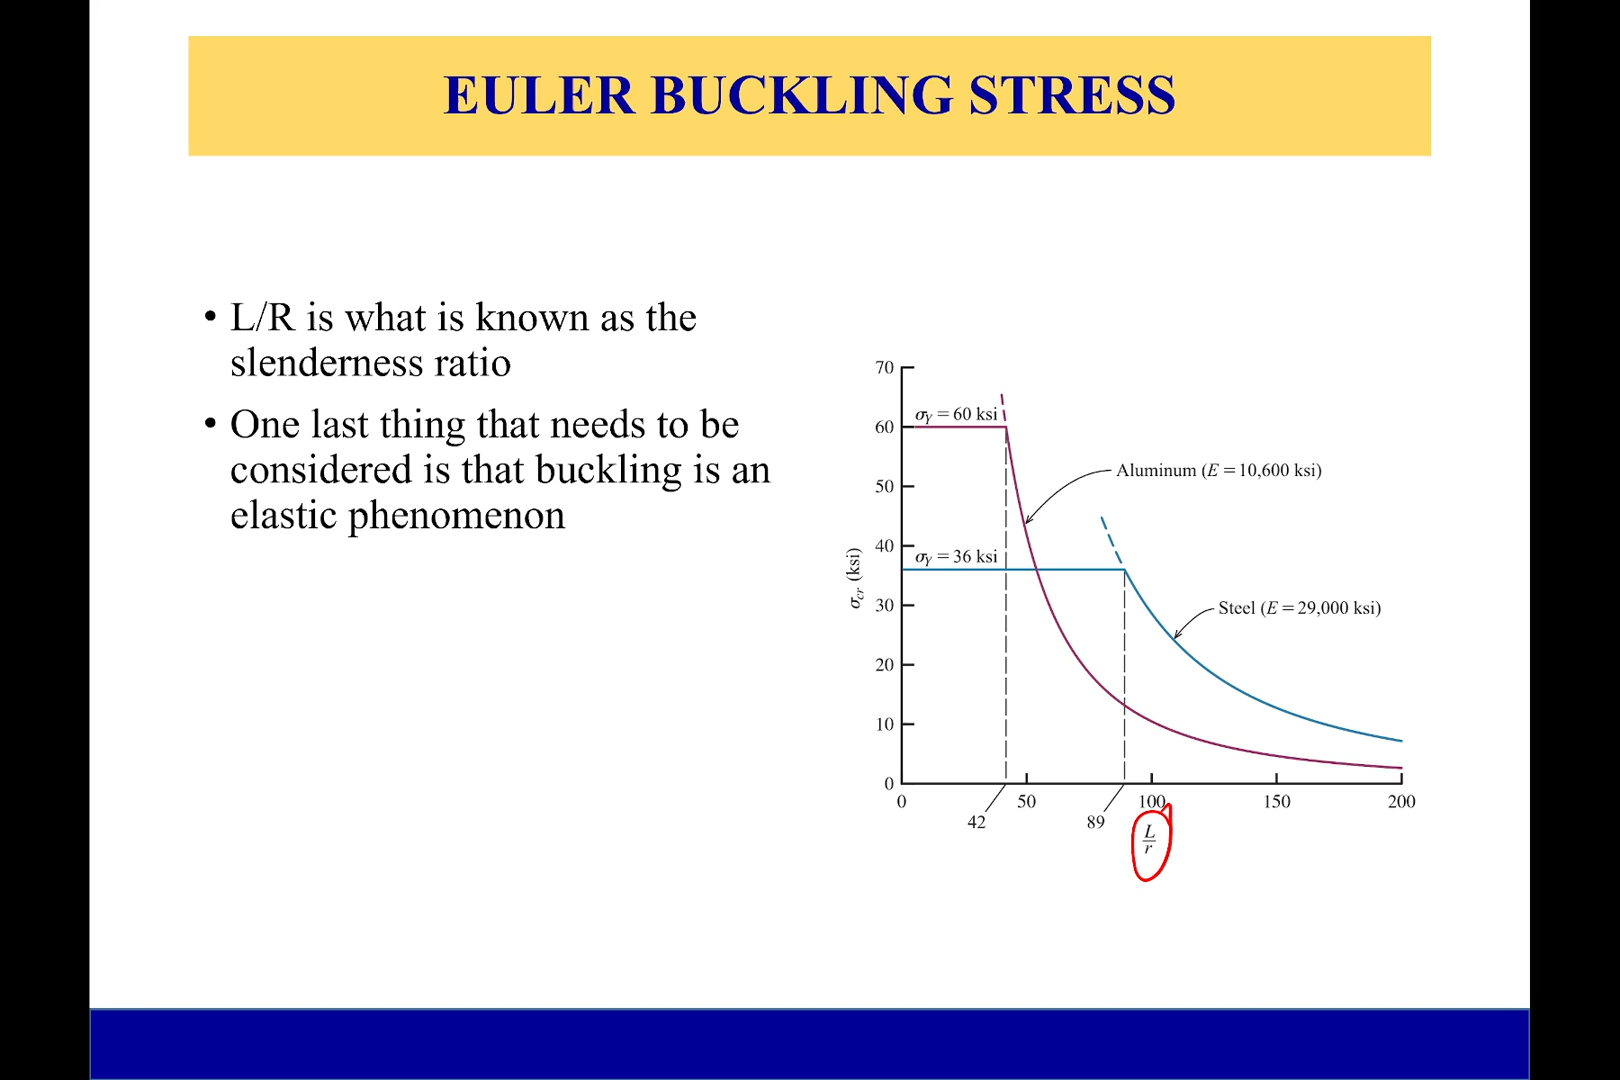 EULER BUCKLING STRESS
• L/R is what is known as the
slenderness ratio
• One last thing that needs to be
considered is that buckling is an
elastic phenomenon
70
σY = 60 ksi
60
Aluminum (E = 10,600 ksi)
50
40
σY = 36 ksi
σcr (ksi)
30
Steel (E = 29,000 ksi)
20
10
0
0 50 100 150 200
42 89
L
r